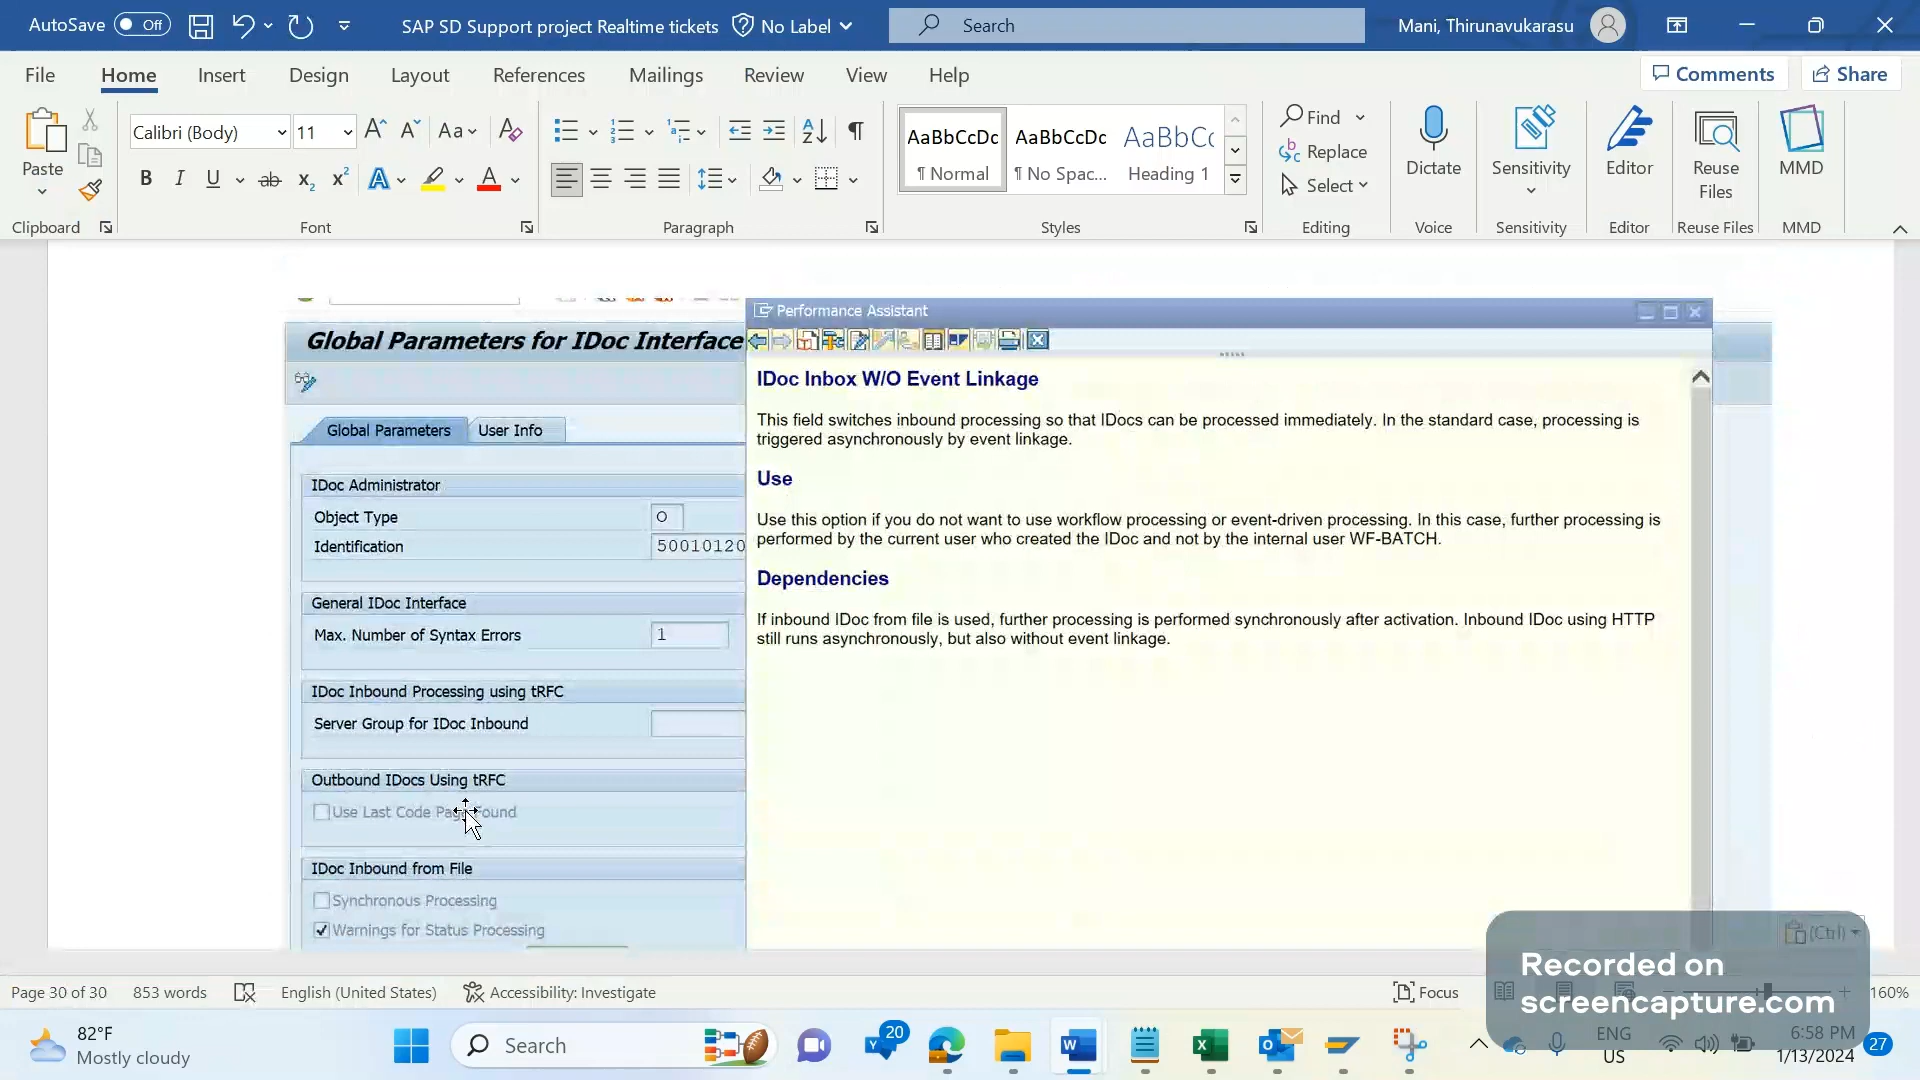 AutoSave Off SAP SD Support project Realtime tickets No Label Search Mani, Thirunavukarasu
File Home Insert Design Layout References Mailings Review View Help Comments Share
Paste
Calibri (Body) 11 Aa
B I U ab x2 x2 A A
AaBbCcDc AaBbCcDc AaBbCc
¶ Normal ¶ No Spac... Heading 1
Find
Replace
Select
Dictate Sensitivity Editor Reuse Files MMD
Clipboard Font Paragraph Styles Editing Voice Sensitivity Editor Reuse Files MMD
Performance Assistant
Global Parameters for IDoc Interface
IDoc Inbox W/O Event Linkage
This field switches inbound processing so that IDocs can be processed immediately. In the standard case, processing is
triggered asynchronously by event linkage.
Use
Use this option if you do not want to use workflow processing or event-driven processing. In this case, further processing is
performed by the current user who created the IDoc and not by the internal user WF-BATCH.
Dependencies
If inbound IDoc from file is used, further processing is performed synchronously after activation. Inbound IDoc using HTTP
still runs asynchronously, but also without event linkage.
Global Parameters User Info
IDoc Administrator
Object Type O
Identification 50010120
General IDoc Interface
Max. Number of Syntax Errors 1
IDoc Inbound Processing using tRFC
Server Group for IDoc Inbound
Outbound IDocs Using tRFC
Use Last Code Page Found
IDoc Inbound from File
Synchronous Processing
Warnings for Status Processing
(Ctrl)
Recorded on
screencapture.com
Page 30 of 30 853 words English (United States) Accessibility: Investigate Focus 160%
82°F
Mostly cloudy
Search
20
ENG
US
6:58 PM
1/13/2024
27